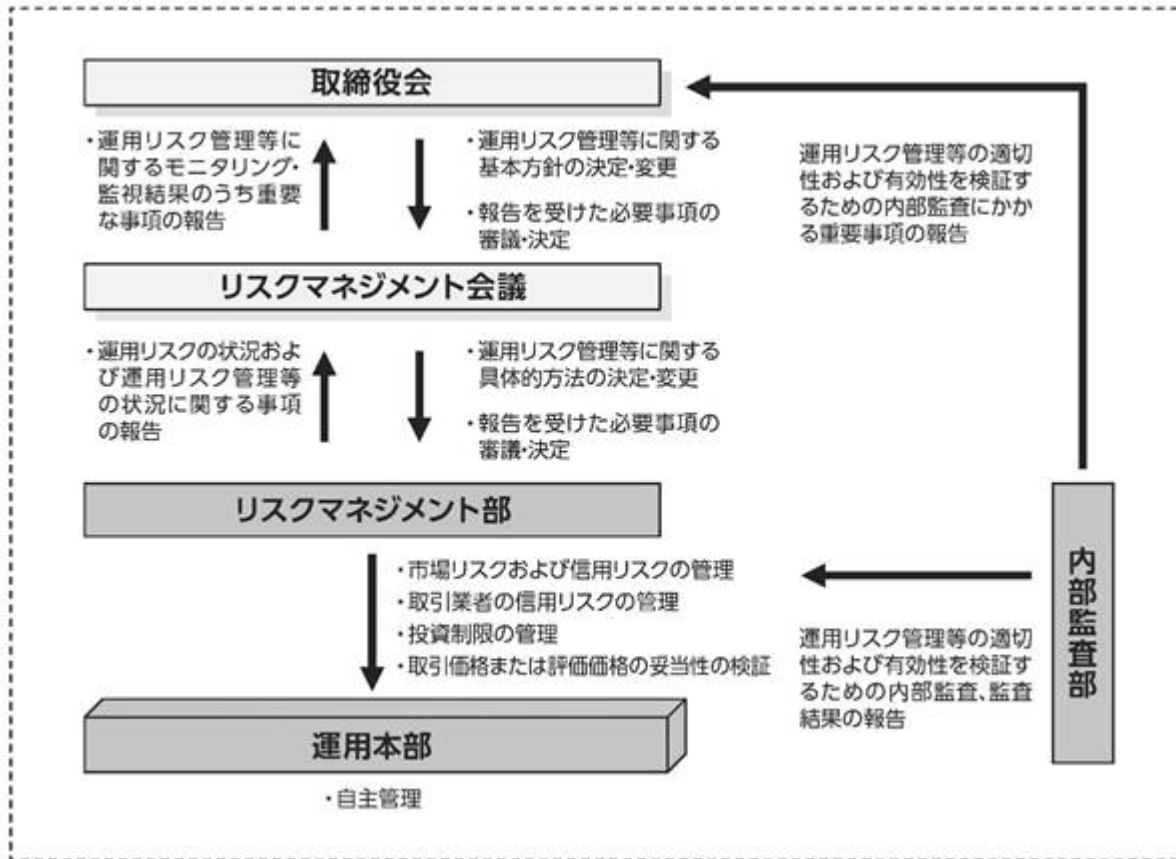 取締役会
・運用リスク管理等に
関するモニタリング・
監視結果のうち重要
な事項の報告
・運用リスク管理等に関する
基本方針の決定・変更
・報告を受けた必要事項の
審議・決定
運用リスク管理等の適切
性および有効性を検証す
るための内部監査にかか
る重要事項の報告
リスクマネジメント会議
・運用リスクの状況およ
び運用リスク管理等
の状況に関する事項
の報告
・運用リスク管理等に関する
具体的方法の決定・変更
・報告を受けた必要事項の
審議・決定
リスクマネジメント部
・市場リスクおよび信用リスクの管理
・取引業者の信用リスクの管理
・投資制限の管理
・取引価格または評価価格の妥当性の検証
運用リスク管理等の適切
性および有効性を検証す
るための内部監査、監査
結果の報告
内部監査部
運用本部
・自主管理